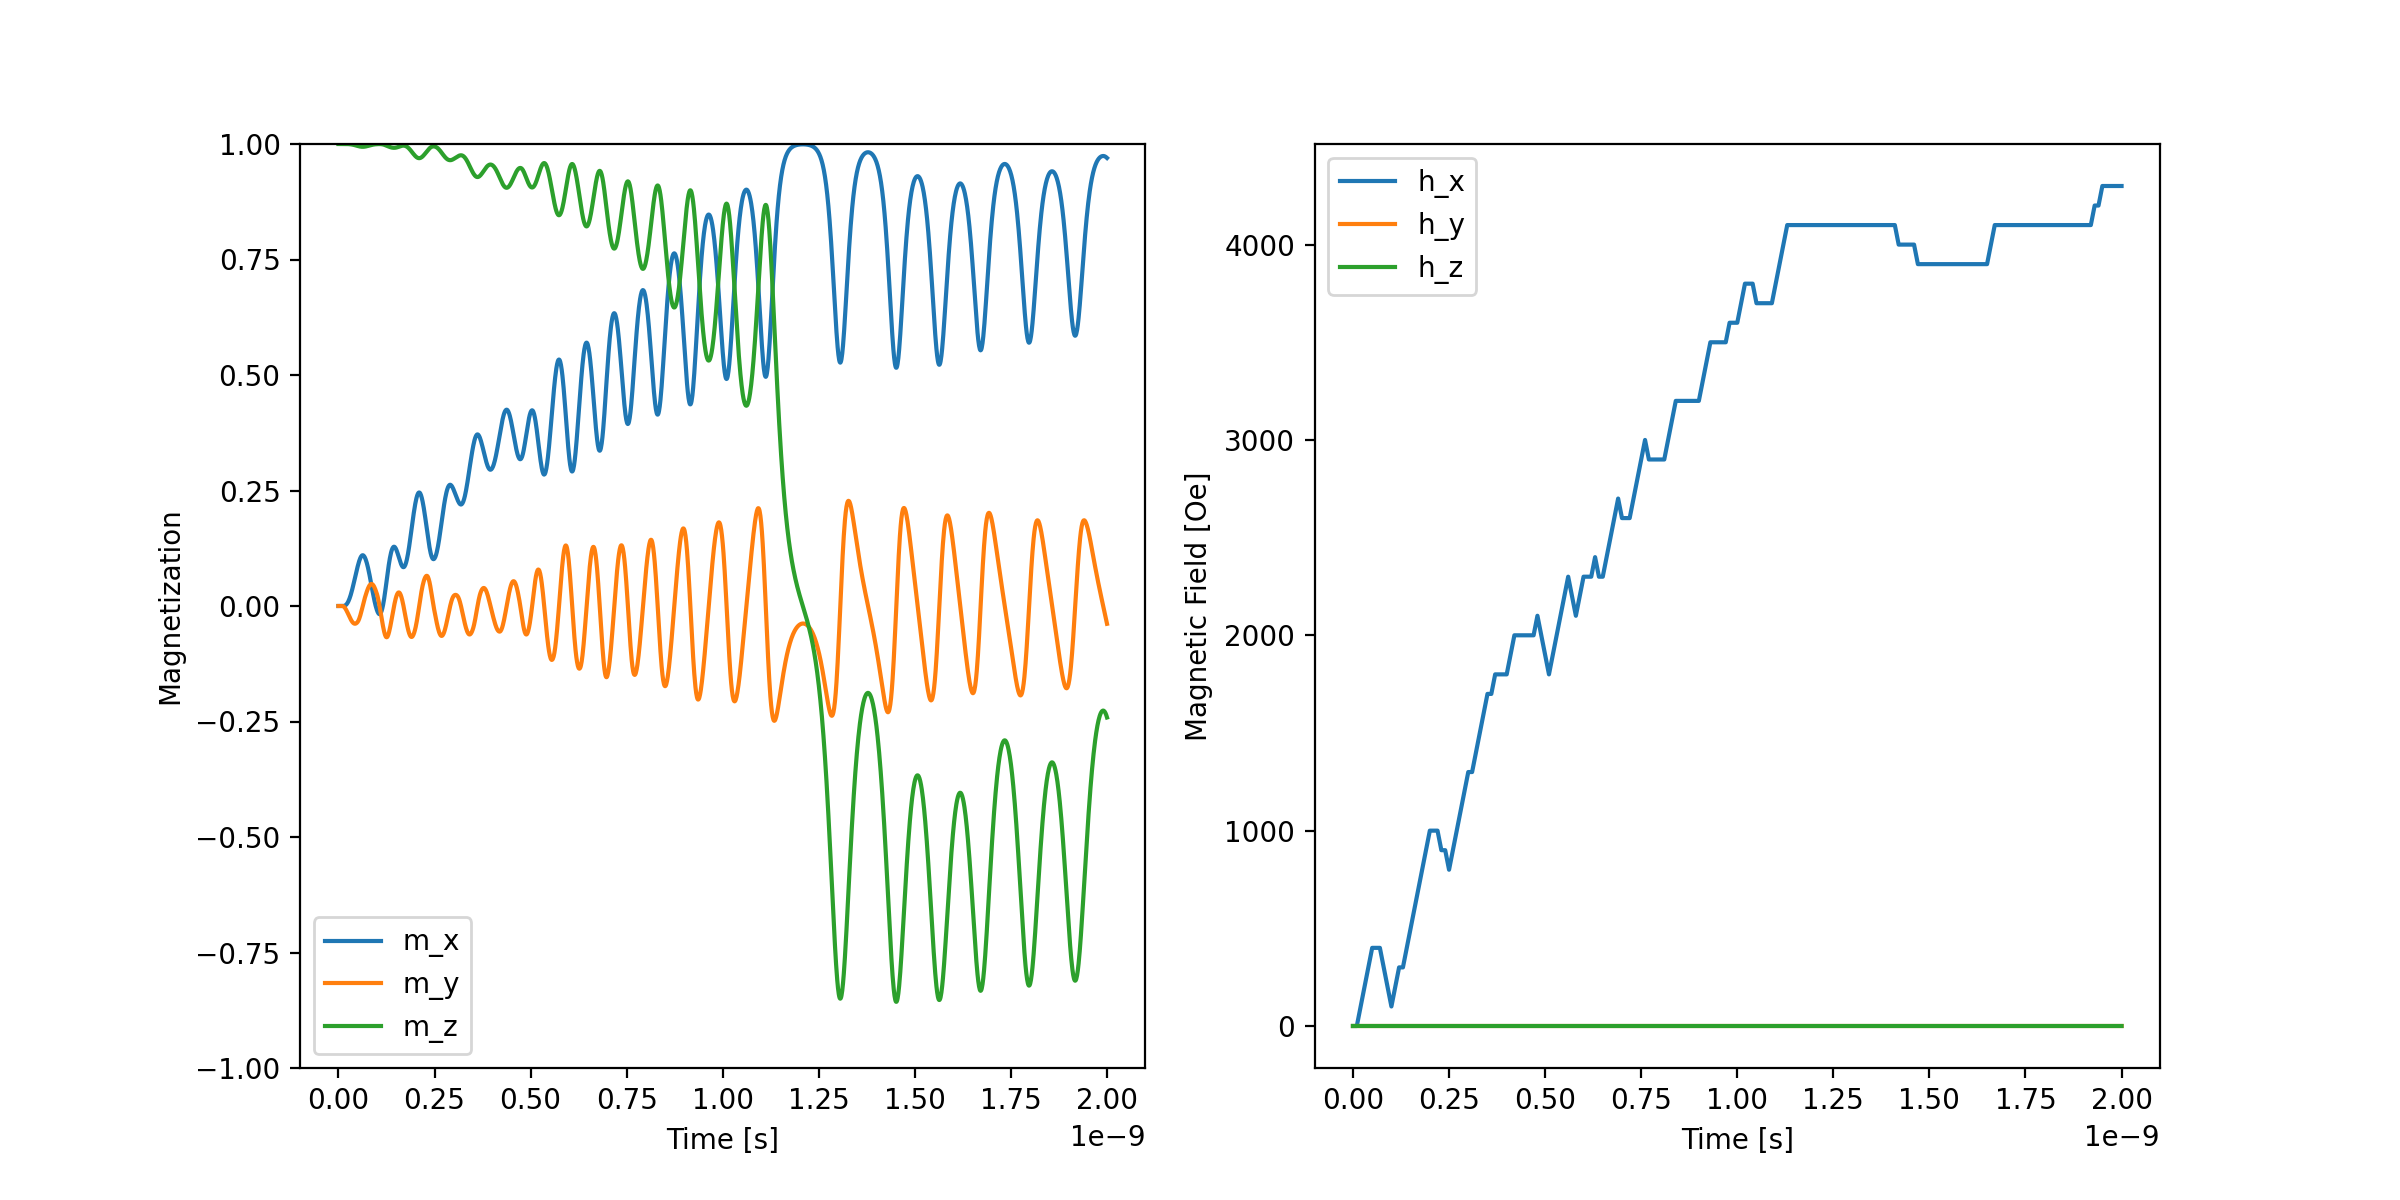 1.00
0.75
0.50
0.25
0.00
−0.25
−0.50
−0.75
−1.00
Magnetization
m_x
m_y
m_z
0.00 0.25 0.50 0.75 1.00 1.25 1.50 1.75 2.00
Time [s]
1e−9
4000
3000
2000
1000
0
Magnetic Field [Oe]
h_x
h_y
h_z
0.00 0.25 0.50 0.75 1.00 1.25 1.50 1.75 2.00
Time [s]
1e−9